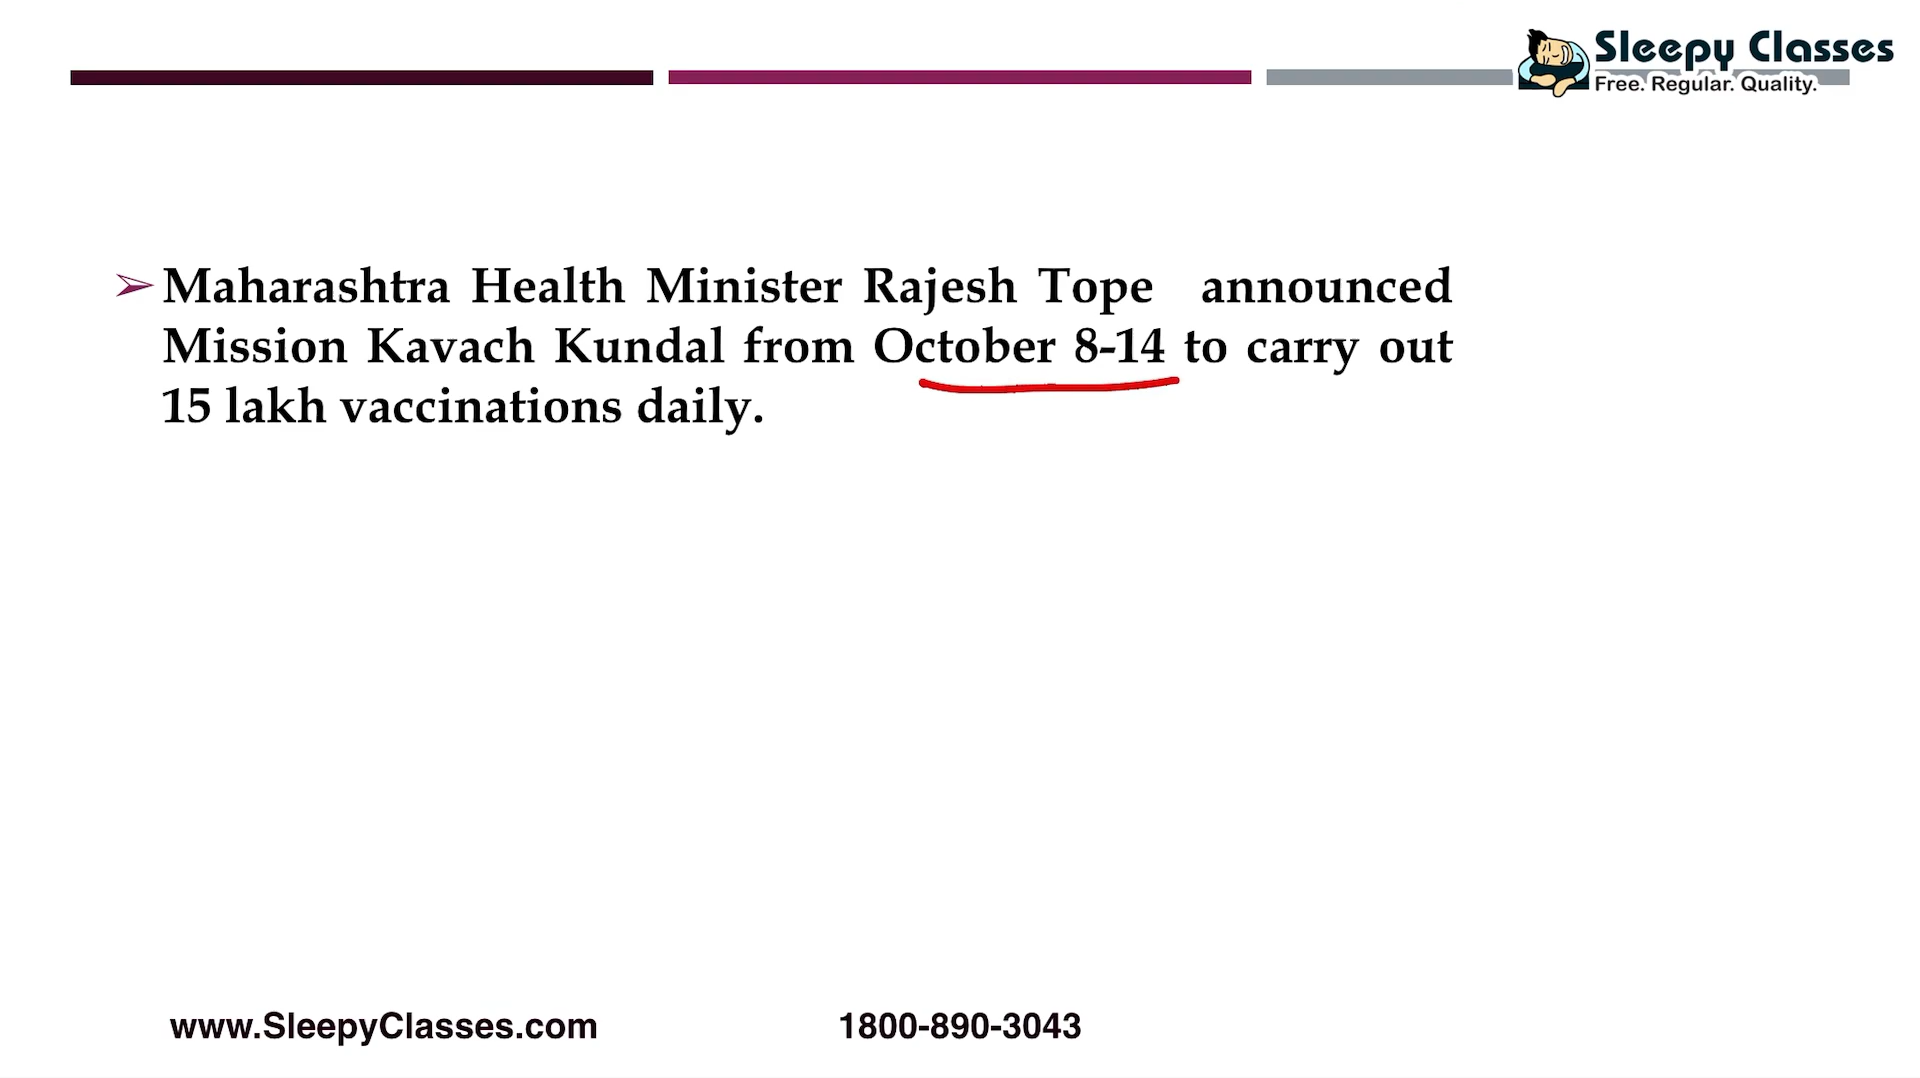 Sleepy Classes
Free. Regular. Quality.
➢ Maharashtra Health Minister Rajesh Tope announced
Mission Kavach Kundal from October 8-14 to carry out
15 lakh vaccinations daily.
www.SleepyClasses.com
1800-890-3043